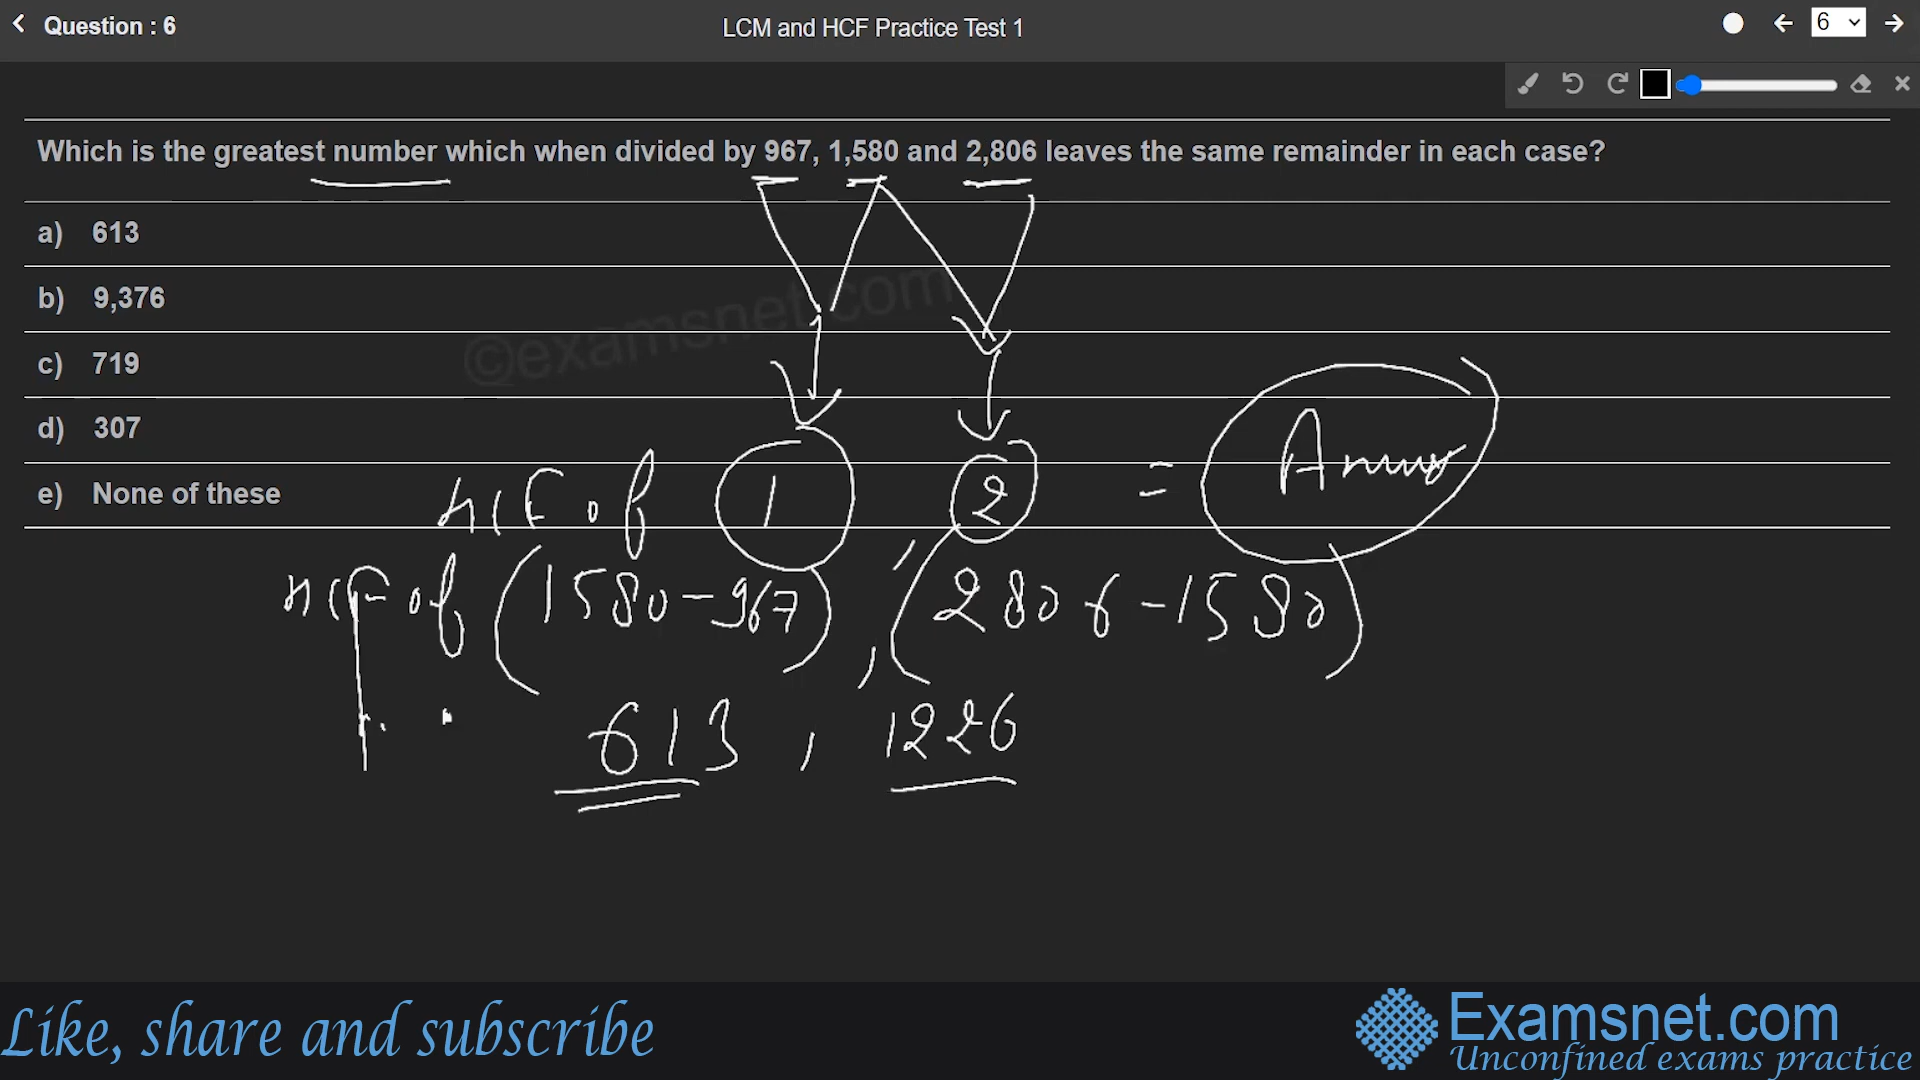 Question : 6
LCM and HCF Practice Test 1
6
Which is the greatest number which when divided by 967, 1,580 and 2,806 leaves the same remainder in each case?
a) 613
b) 9,376
c) 719
d) 307
e) None of these
©examsnet.com
HCF of 1 , 2 =
HCF of (1580-967), (2806-1580)
613 , 1226
Like, share and subscribe
Examsnet.com
Unconfined exams practice